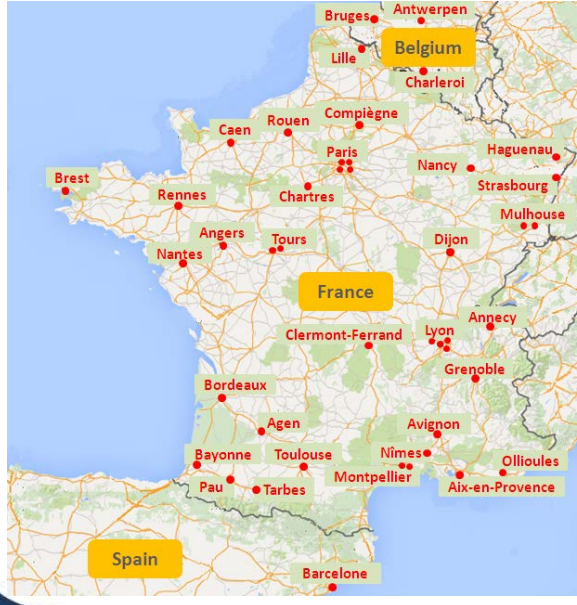 Bruges
Antwerpen
Belgium
Lille
Charleroi
Compiègne
Rouen
Caen
Paris
Haguenau
Nancy
Strasbourg
Brest
Chartres
Rennes
Mulhouse
Angers
Tours
Dijon
Nantes
France
Annecy
Lyon
Clermont-Ferrand
Grenoble
Bordeaux
Agen
Avignon
Nîmes
Bayonne
Toulouse
Ollioules
Montpellier
Pau
Tarbes
Aix-en-Provence
Spain
Barcelone